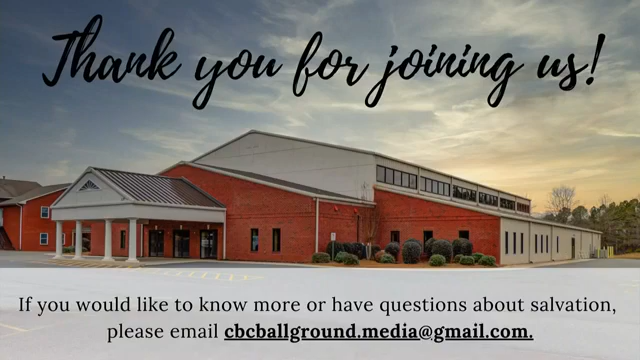 Thank you for joining us!
If you would like to know more or have questions about salvation,
please email cbcballground.media@gmail.com.